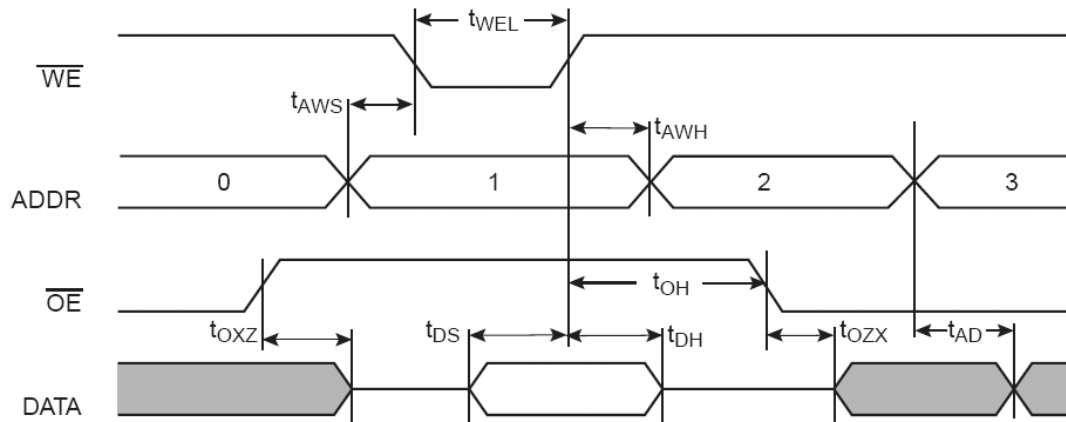 tWEL
WE
tAWS
tAWH
ADDR 0 1 2 3
OE
tOH
tOXZ tDS tDH tOZX tAD
DATA